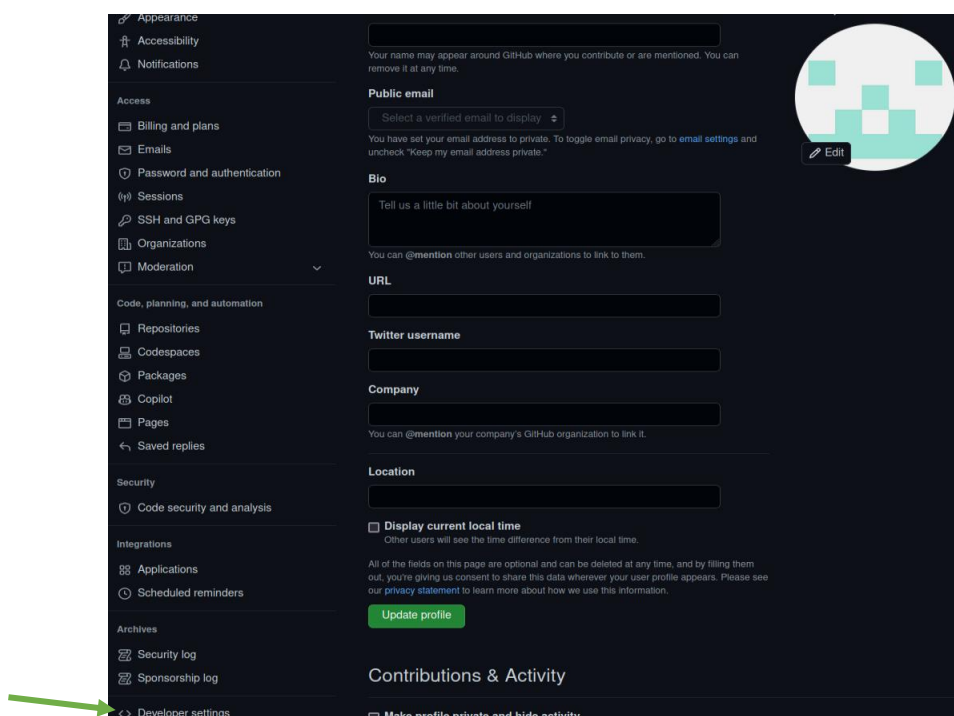 Appearance
Accessibility
Notifications
Access
Billing and plans
Emails
Password and authentication
Sessions
SSH and GPG keys
Organizations
Moderation
Code, planning, and automation
Repositories
Codespaces
Packages
Copilot
Pages
Saved replies
Security
Code security and analysis
Integrations
Applications
Scheduled reminders
Archives
Security log
Sponsorship log
Developer settings
Your name may appear around GitHub where you contribute or are mentioned. You can
remove it at any time.
Public email
Select a verified email to display
You have set your email address to private. To toggle email privacy, go to email settings and
uncheck "Keep my email address private."
Bio
Tell us a little bit about yourself
You can @mention other users and organizations to link to them.
URL
Twitter username
Company
You can @mention your company's GitHub organization to link it.
Location
Display current local time
Other users will see the time difference from their local time.
All of the fields on this page are optional and can be deleted at any time, and by filling them
out, you're giving us consent to share this data wherever your user profile appears. Please see
our privacy statement to learn more about how we use this information.
Update profile
Contributions & Activity
Make profile private and hide activity
Edit